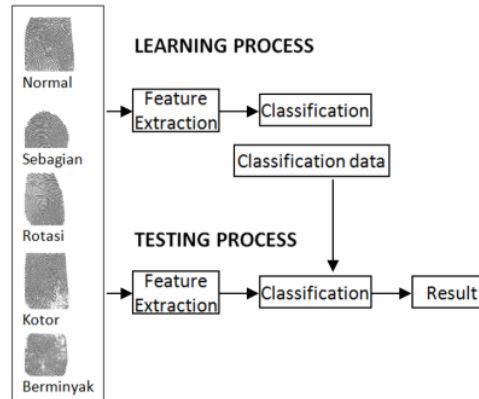 Normal
Sebagian
Rotasi
Kotor
Berminyak
LEARNING PROCESS
Feature
Extraction
Classification
Classification data
TESTING PROCESS
Feature
Extraction
Classification
Result